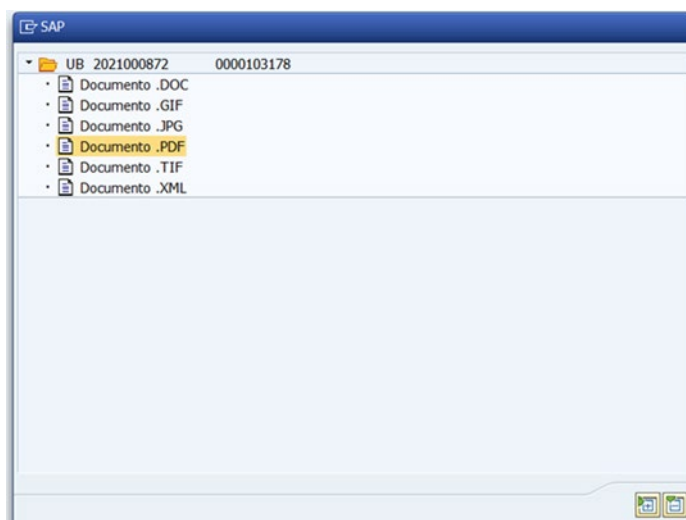 SAP
UB 2021000872 0000103178
Documento .DOC
Documento .GIF
Documento .JPG
Documento .PDF
Documento .TIF
Documento .XML